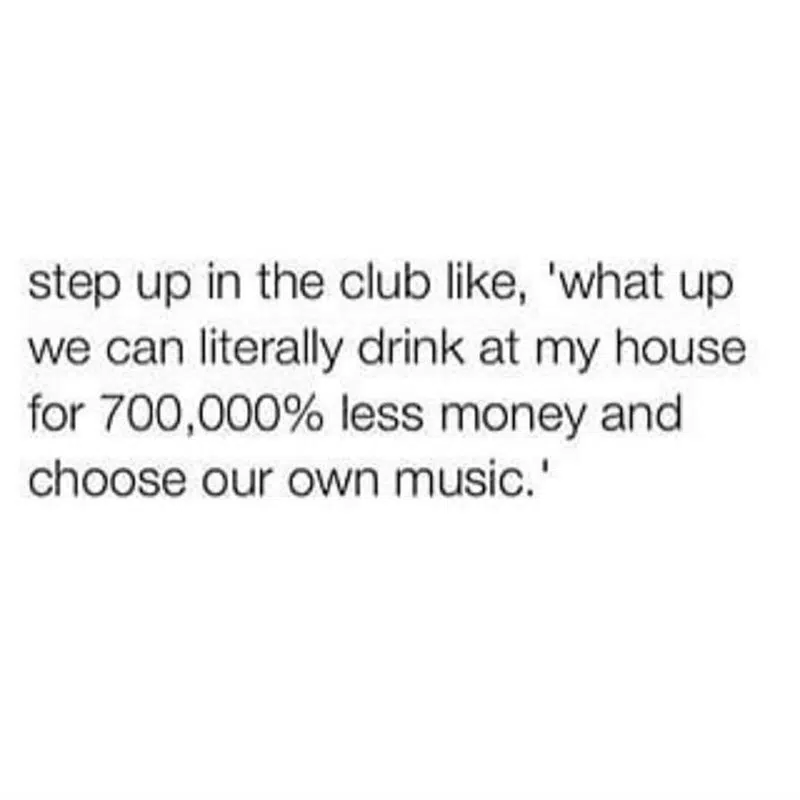 step up in the club like, 'what up
we can literally drink at my house
for 700,000% less money and
choose our own music.'